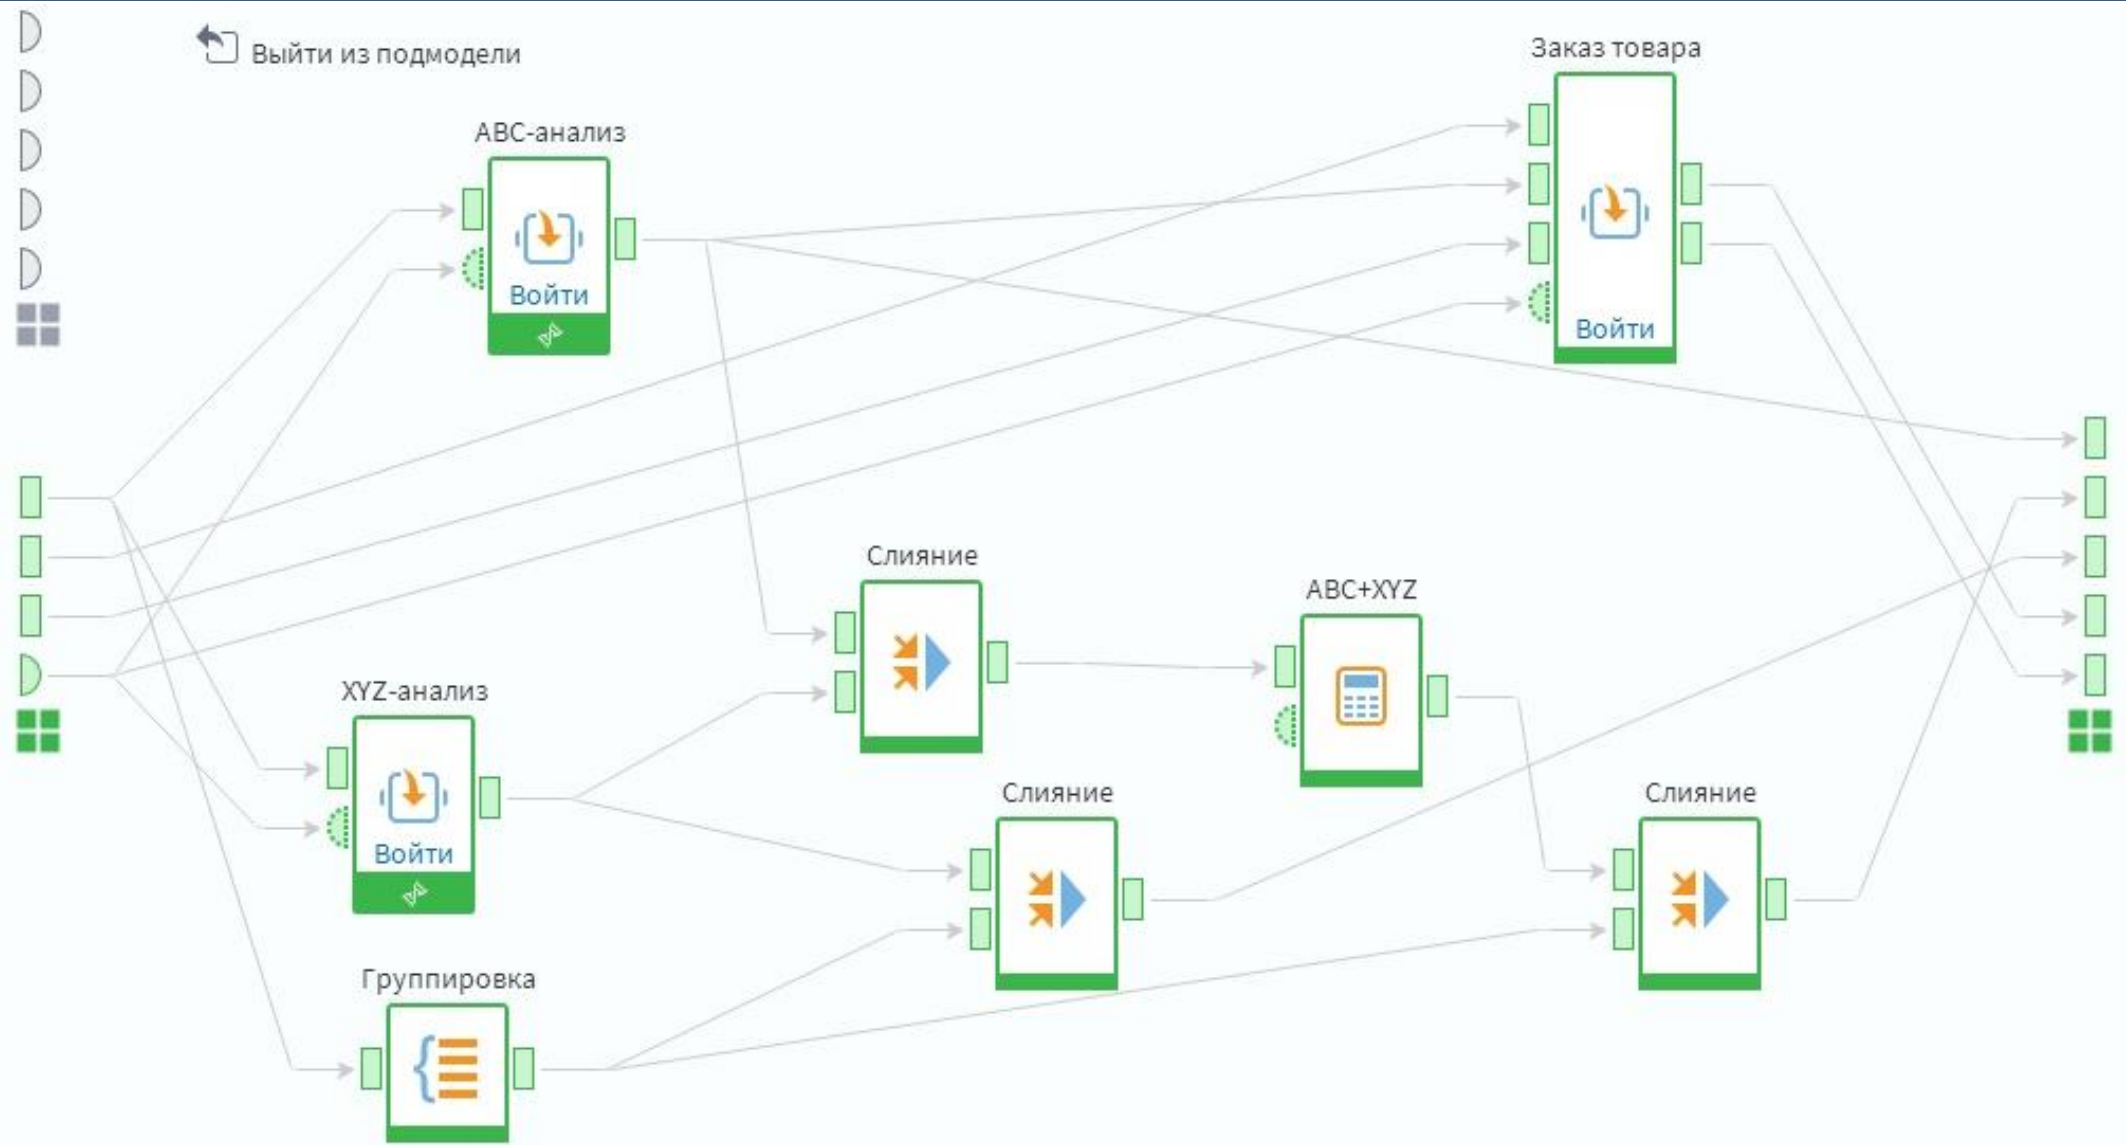 Выйти из подмодели
Заказ товара
ABC-анализ
Войти
Войти
Слияние
ABC+XYZ
XYZ-анализ
Войти
Слияние
Слияние
Группировка